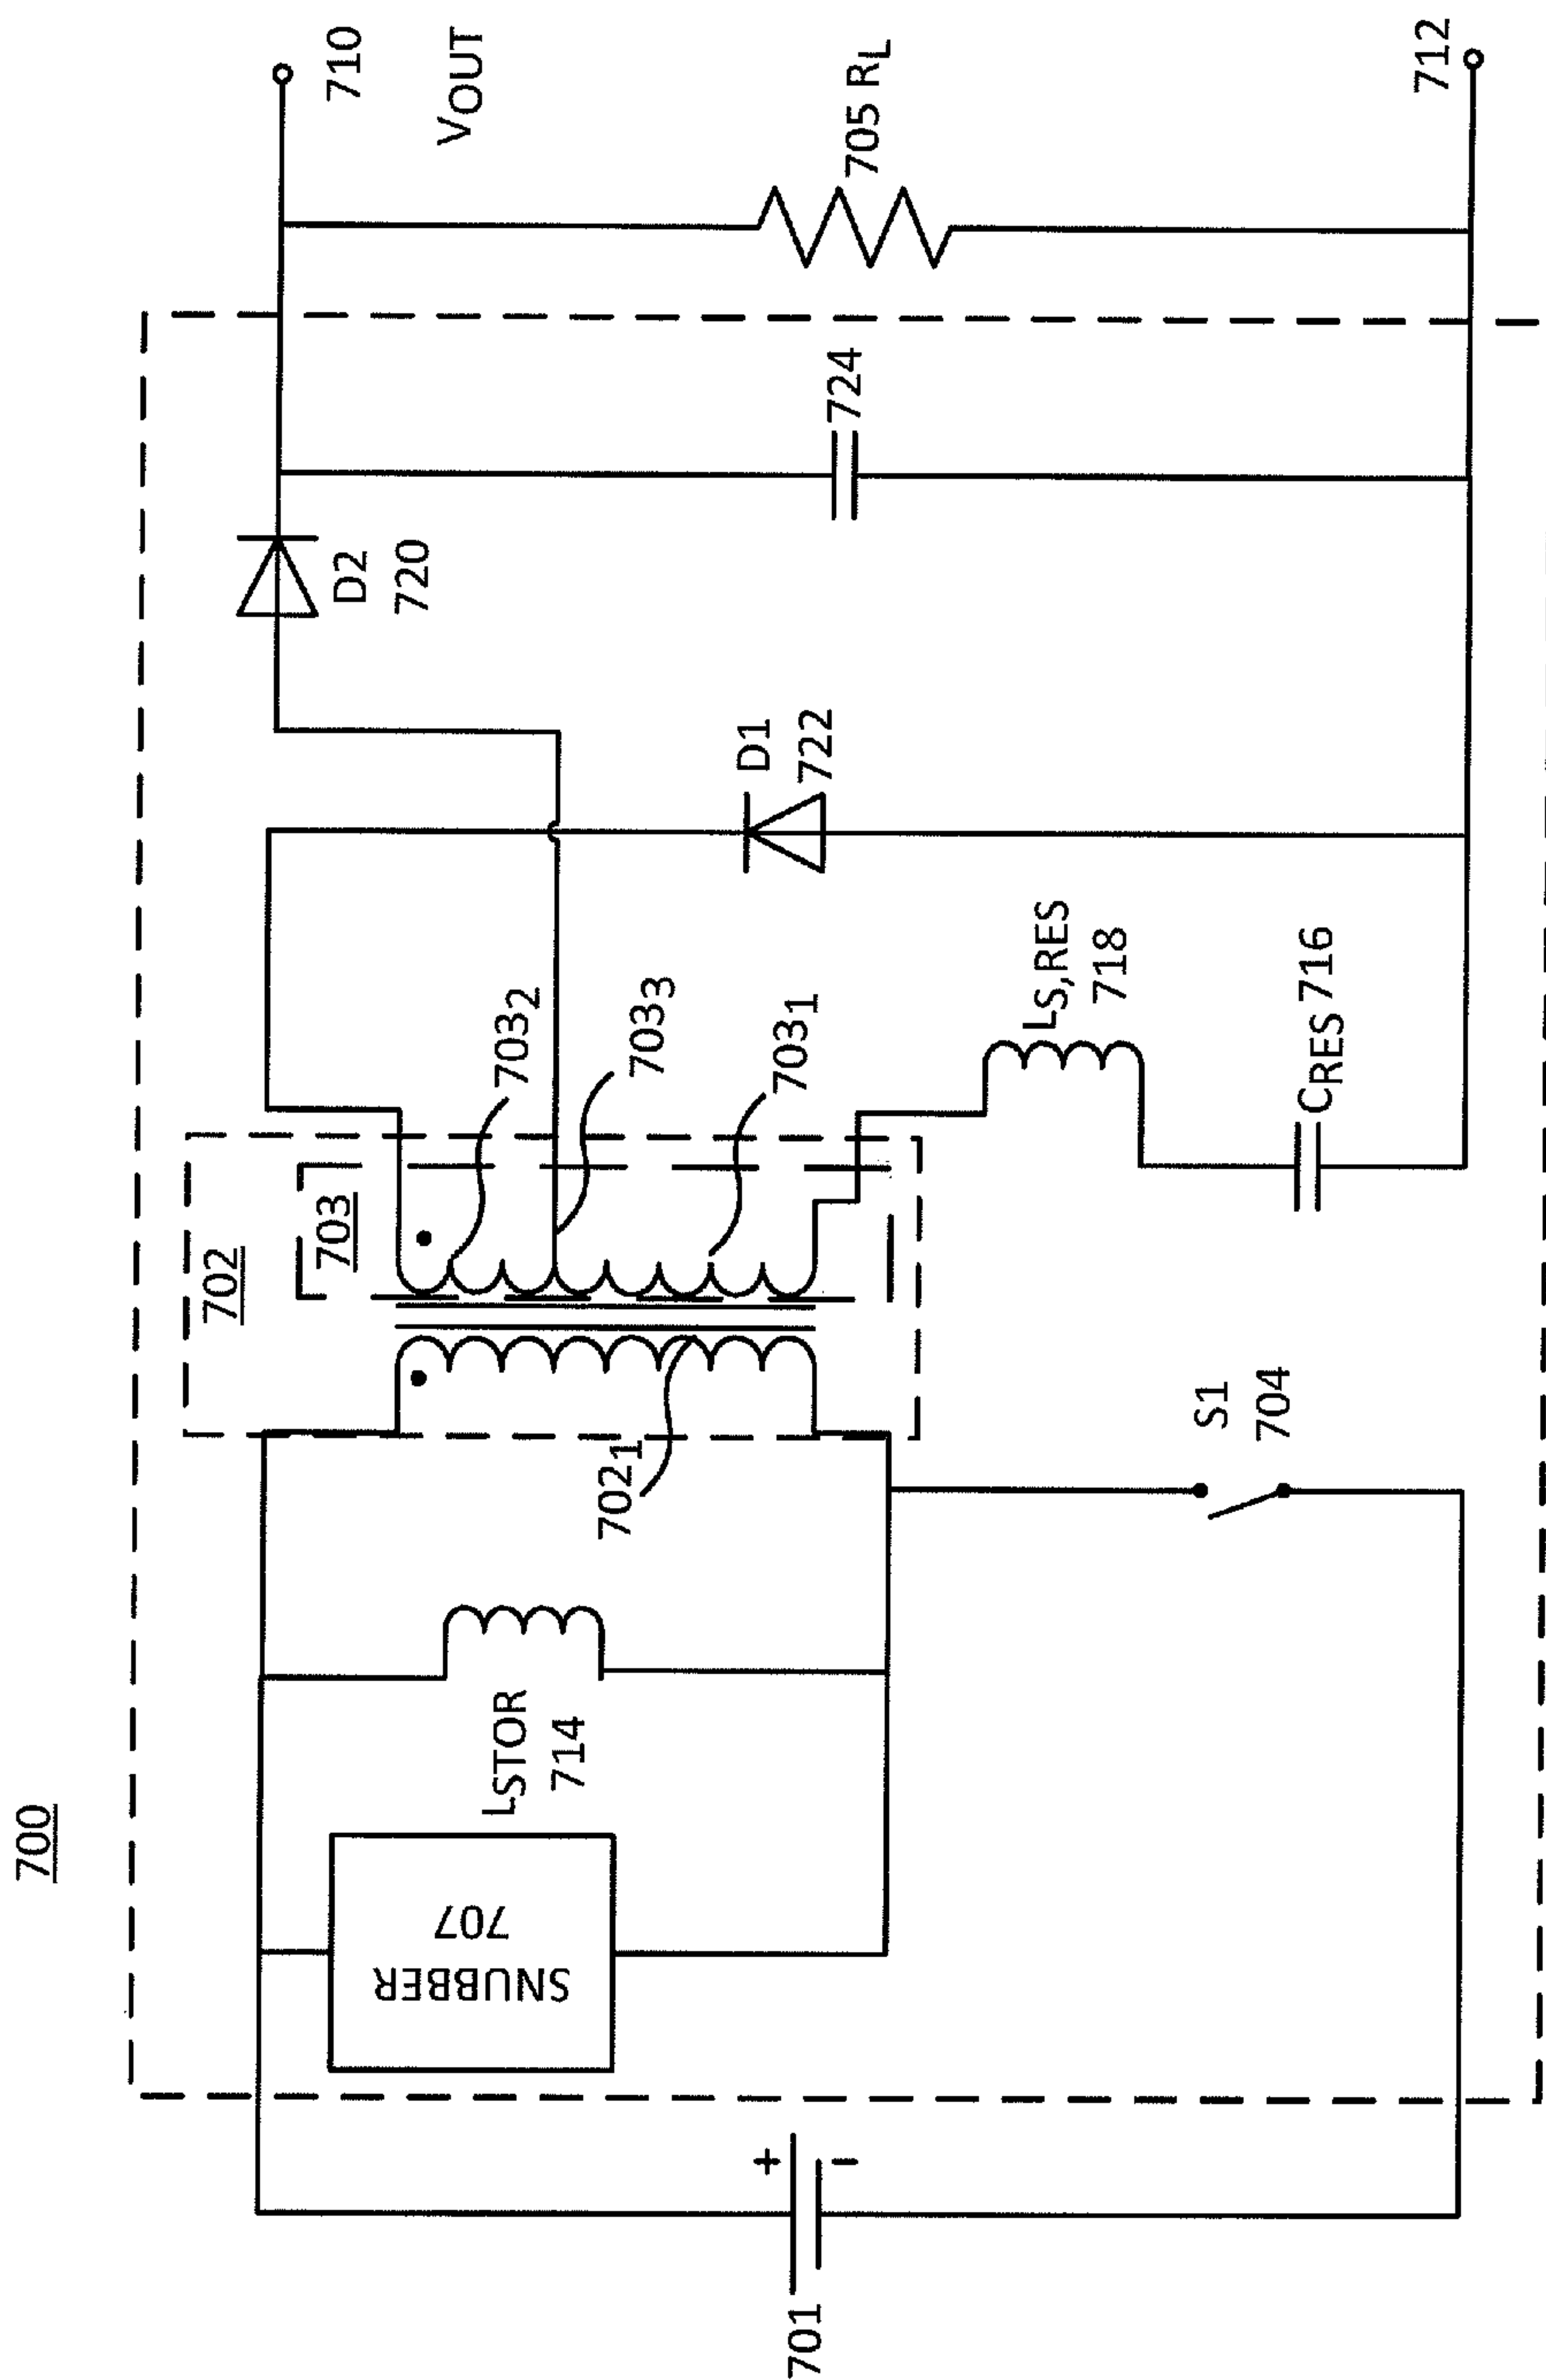 700
701
+
-
SNUBBER
707
LSTOR
714
702
703
7021
7032
7033
7031
S1
704
LS,RES
718
CRES 716
D1
722
D2
720
724
705 RL
710
VOUT
712